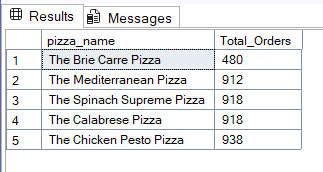 Results Messages
pizza_name Total_Orders
1 The Brie Carre Pizza 480
2 The Mediterranean Pizza 912
3 The Spinach Supreme Pizza 918
4 The Calabrese Pizza 918
5 The Chicken Pesto Pizza 938